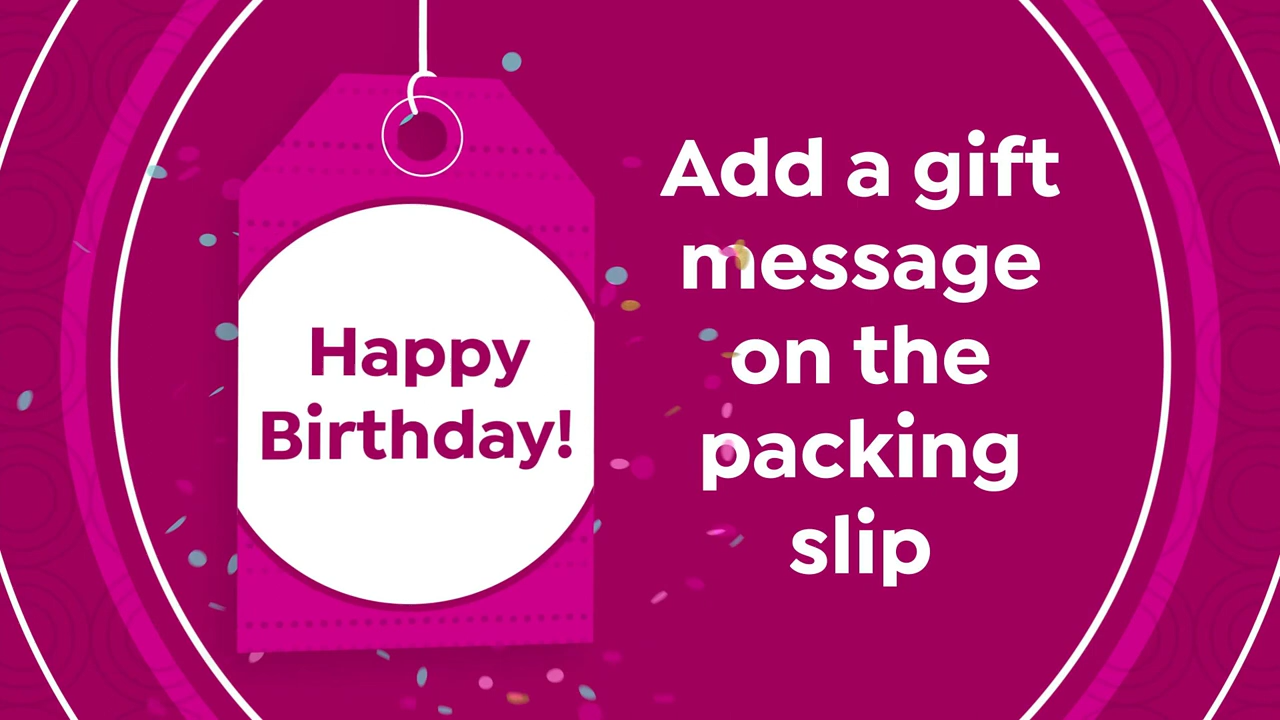 Happy
Birthday!
Add a gift
message
on the
packing
slip